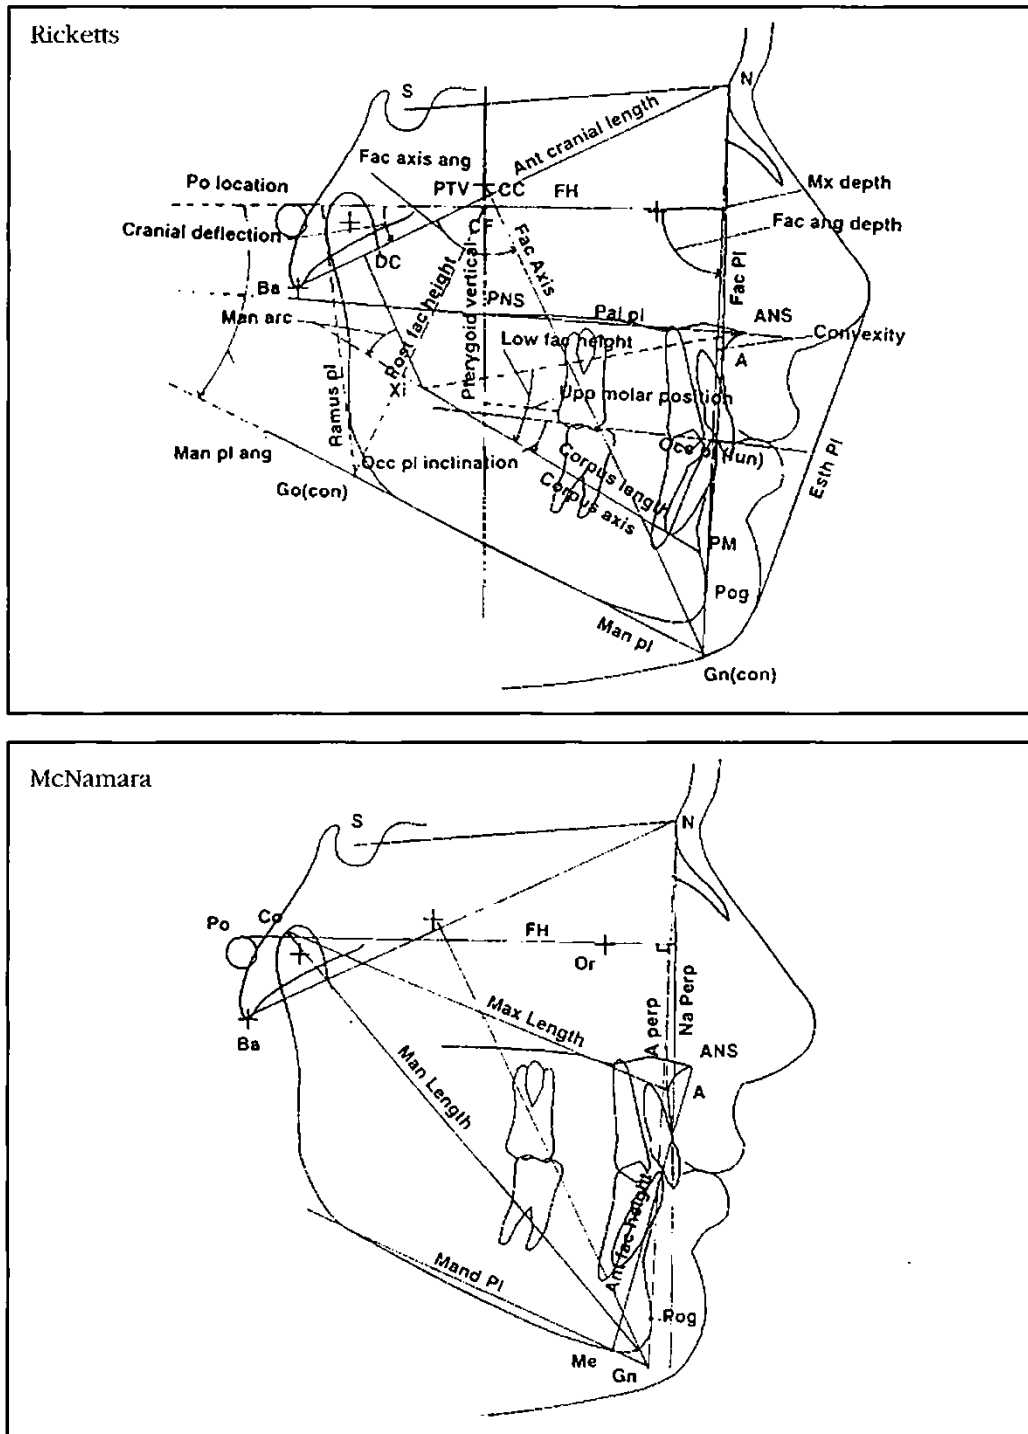 Ricketts
S
N
Ant cranial length
Fac axis ang
Po location
PTV
CC
FH
Mx depth
Cranial deflection
CF
Fac ang depth
DC
Fac Axis
Fac Pl
Ba
Post fac height
Pterygoid vertical
PNS
Pal pl
ANS
Man arc
Low fac height
Convexity
A
Xi
Upp molar position
Ramus pl
Man pl ang
Occ pl inclination
Occ pl (fun)
Esth Pl
Go(con)
Corpus length
Corpus axis
PM
Pog
Man pl
Gn(con)
McNamara
S
N
Po
Co
FH
Or
Max Length
A perp
Na Perp
Ba
Man Length
ANS
A
Ant fac height
Mand Pl
Pog
Me
Gn